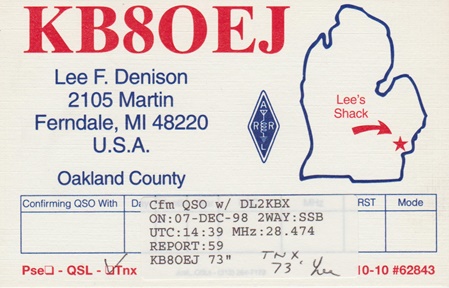 KB8OEJ
Lee F. Denison
2105 Martin
Ferndale, MI 48220
U.S.A.
Oakland County
ARRL
Lee's
Shack
Confirming QSO With
MHz
RST
Mode
Cfm QSO w/ DL2KBX
ON:07-DEC-98 2WAY:SSB
UTC:14:39 MHz:28.474
REPORT:59
KB8OEJ 73"
TNX,
73, Lee
Pse - QSL - Tnx
10-10 #62843